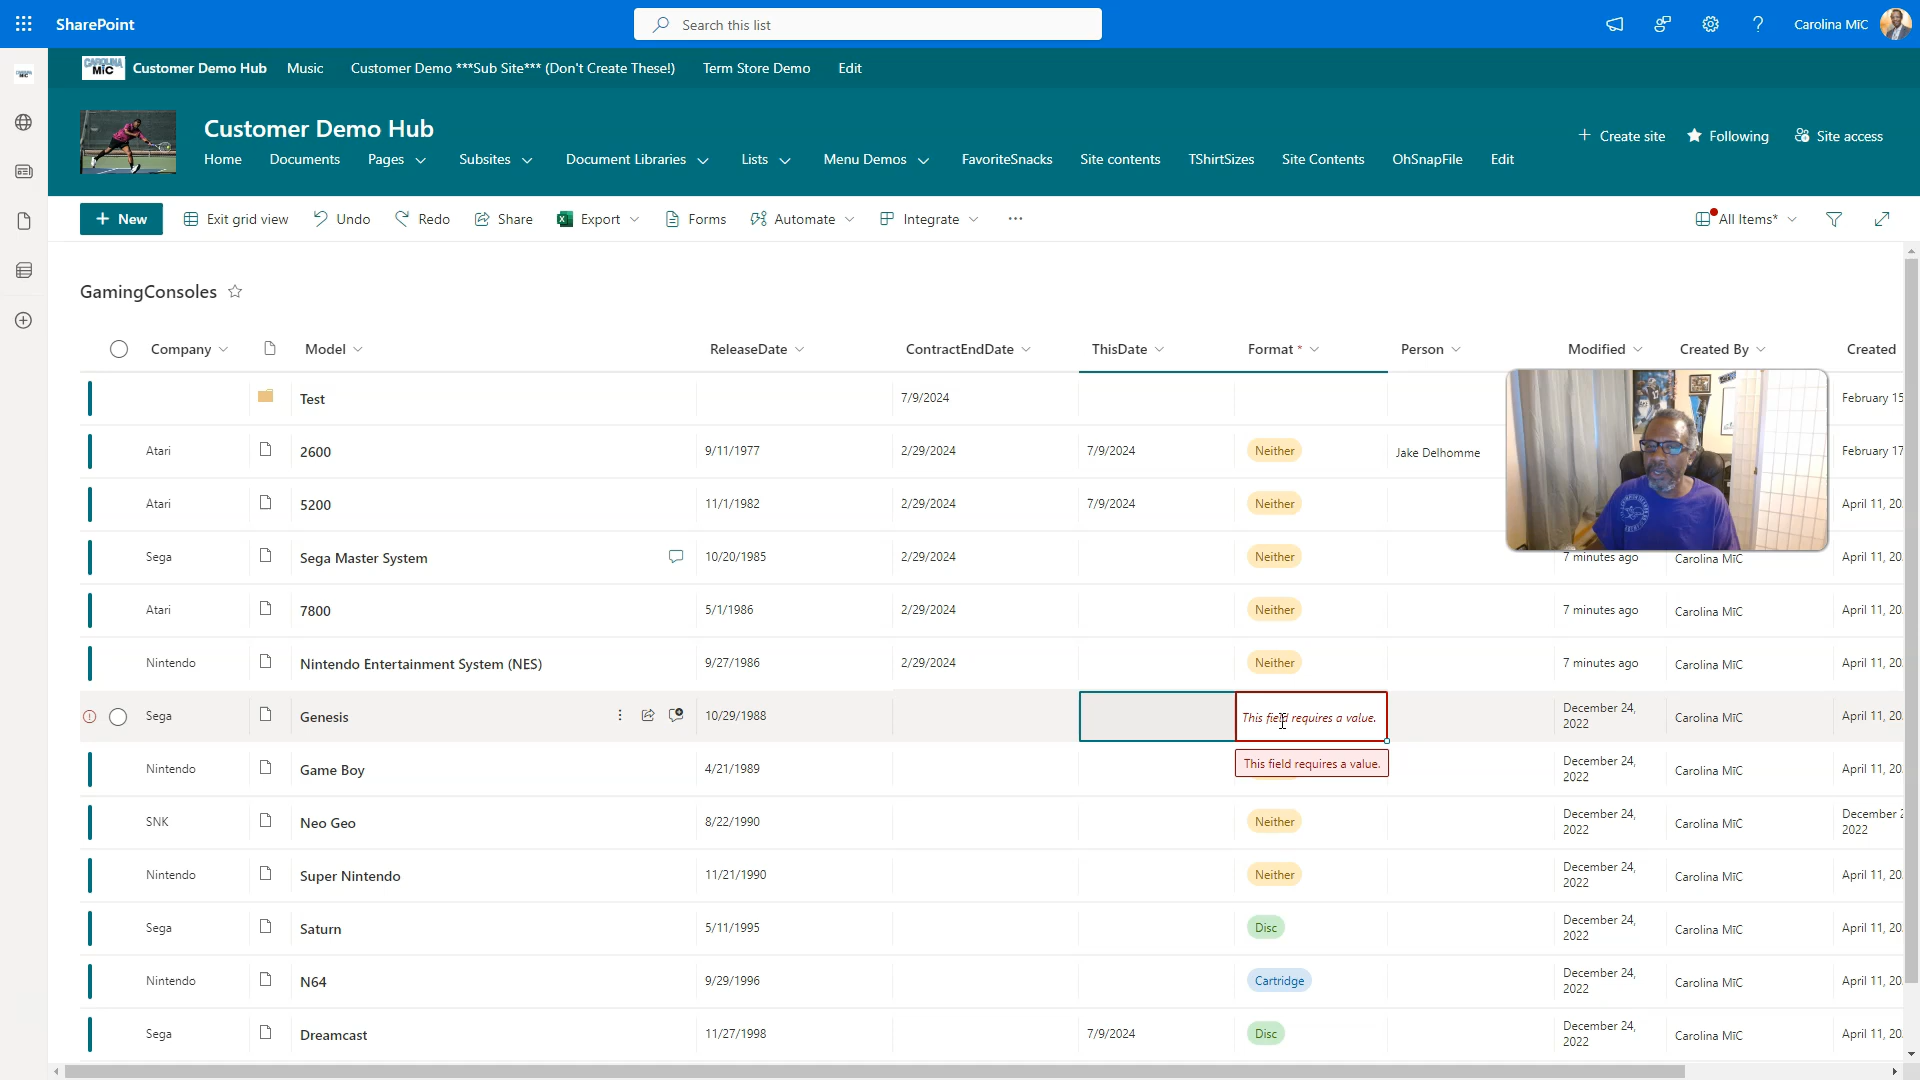 SharePoint
Search this list
Carolina MiC
CAROLINA
MiC
Customer Demo Hub
Music
Customer Demo ***Sub Site*** (Don't Create These!)
Term Store Demo
Edit
Customer Demo Hub
Create site
Following
Site access
Home
Documents
Pages
Subsites
Document Libraries
Lists
Menu Demos
FavoriteSnacks
Site contents
TShirtSizes
Site Contents
OhSnapFile
Edit
New
Exit grid view
Undo
Redo
Share
Export
Forms
Automate
Integrate
All Items*
GamingConsoles
Company Model ReleaseDate ContractEndDate ThisDate Format * Person Modified Created By Created
Test 7/9/2024 February 15
Atari 2600 9/11/1977 2/29/2024 7/9/2024 Neither Jake Delhomme February 17
Atari 5200 11/1/1982 2/29/2024 7/9/2024 Neither April 11, 20
Sega Sega Master System 10/20/1985 2/29/2024 Neither 7 minutes ago Carolina MiC April 11, 20
Atari 7800 5/1/1986 2/29/2024 Neither 7 minutes ago Carolina MiC April 11, 20
Nintendo Nintendo Entertainment System (NES) 9/27/1986 2/29/2024 Neither 7 minutes ago Carolina MiC April 11, 20
Sega Genesis 10/29/1988 This field requires a value. December 24, 2022 Carolina MiC April 11, 20
This field requires a value.
Nintendo Game Boy 4/21/1989 December 24, 2022 Carolina MiC April 11, 20
SNK Neo Geo 8/22/1990 Neither December 24, 2022 Carolina MiC December 2 2022
Nintendo Super Nintendo 11/21/1990 Neither December 24, 2022 Carolina MiC April 11, 20
Sega Saturn 5/11/1995 Disc December 24, 2022 Carolina MiC April 11, 20
Nintendo N64 9/29/1996 Cartridge December 24, 2022 Carolina MiC April 11, 20
Sega Dreamcast 11/27/1998 7/9/2024 Disc December 24, 2022 Carolina MiC April 11, 20